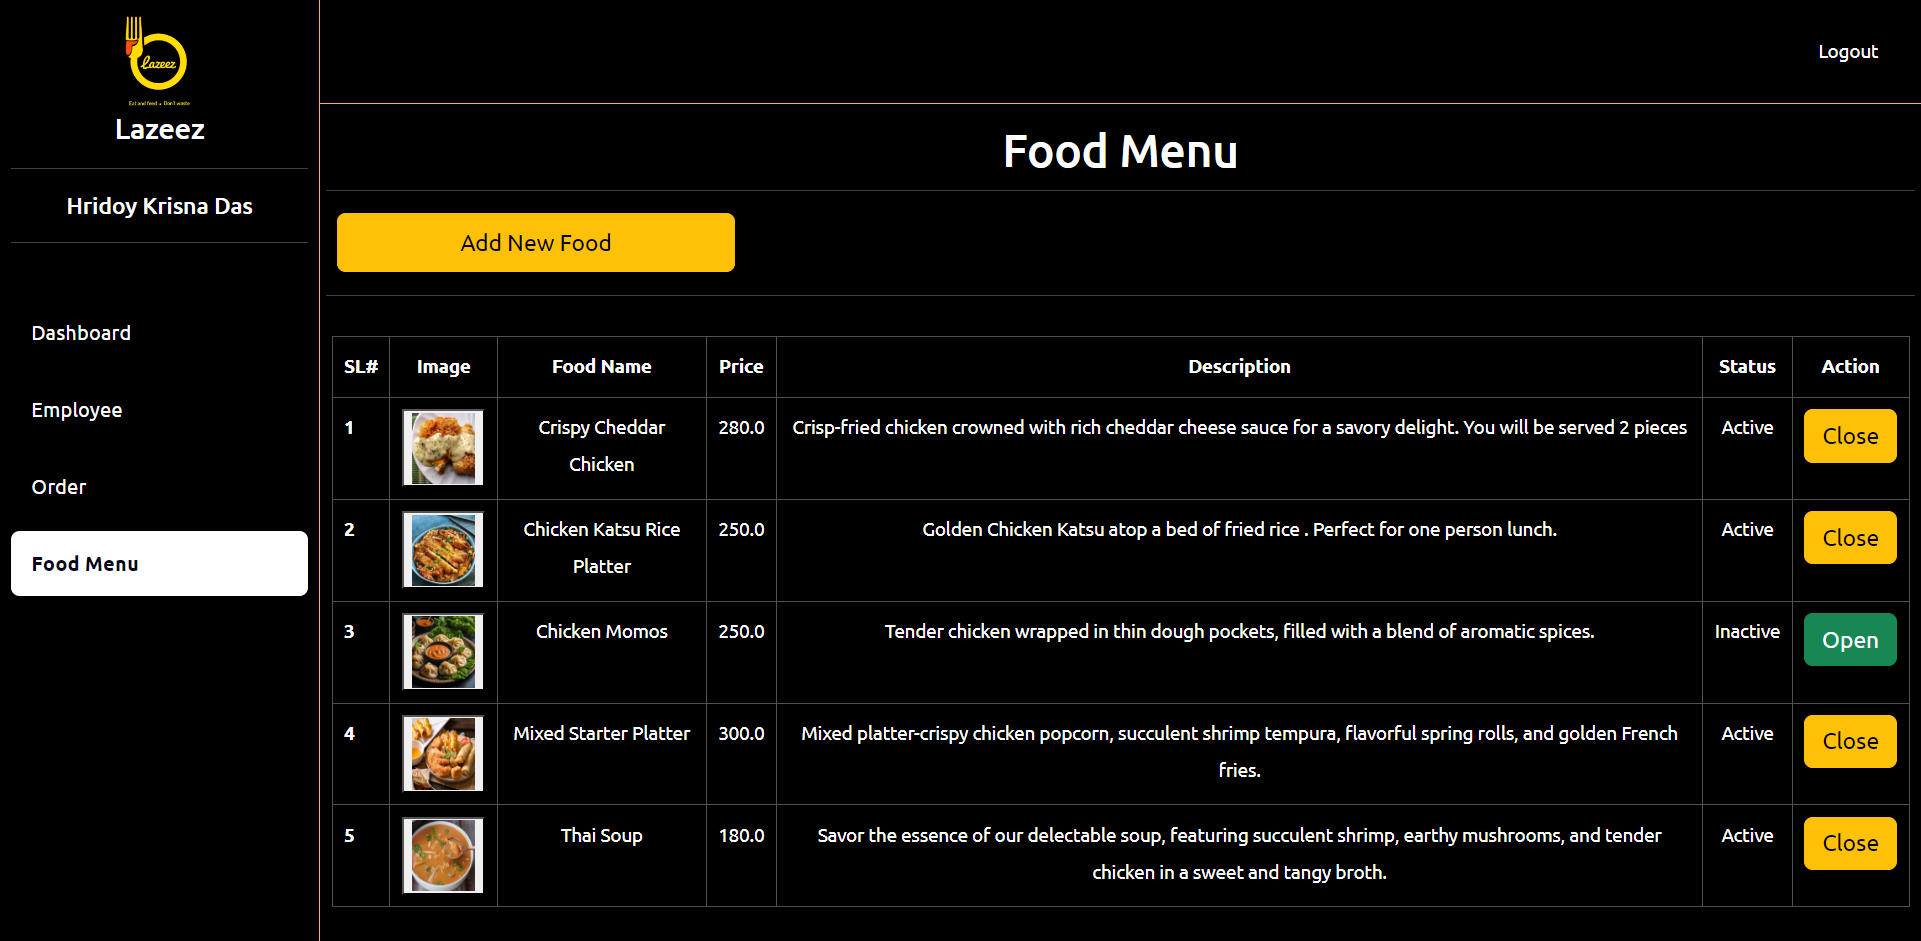 Lazeez
Eat and feed • Don't waste
Lazeez
Hridoy Krisna Das
Dashboard
Employee
Order
Food Menu
Logout
Food Menu
Add New Food
SL# Image Food Name Price Description Status Action
1 Crispy Cheddar 280.0 Crisp-fried chicken crowned with rich cheddar cheese sauce for a savory delight. You will be served 2 pieces Active Close
Chicken
2 Chicken Katsu Rice 250.0 Golden Chicken Katsu atop a bed of fried rice . Perfect for one person lunch. Active Close
Platter
3 Chicken Momos 250.0 Tender chicken wrapped in thin dough pockets, filled with a blend of aromatic spices. Inactive Open
4 Mixed Starter Platter 300.0 Mixed platter-crispy chicken popcorn, succulent shrimp tempura, flavorful spring rolls, and golden French Active Close
fries.
5 Thai Soup 180.0 Savor the essence of our delectable soup, featuring succulent shrimp, earthy mushrooms, and tender Active Close
chicken in a sweet and tangy broth.